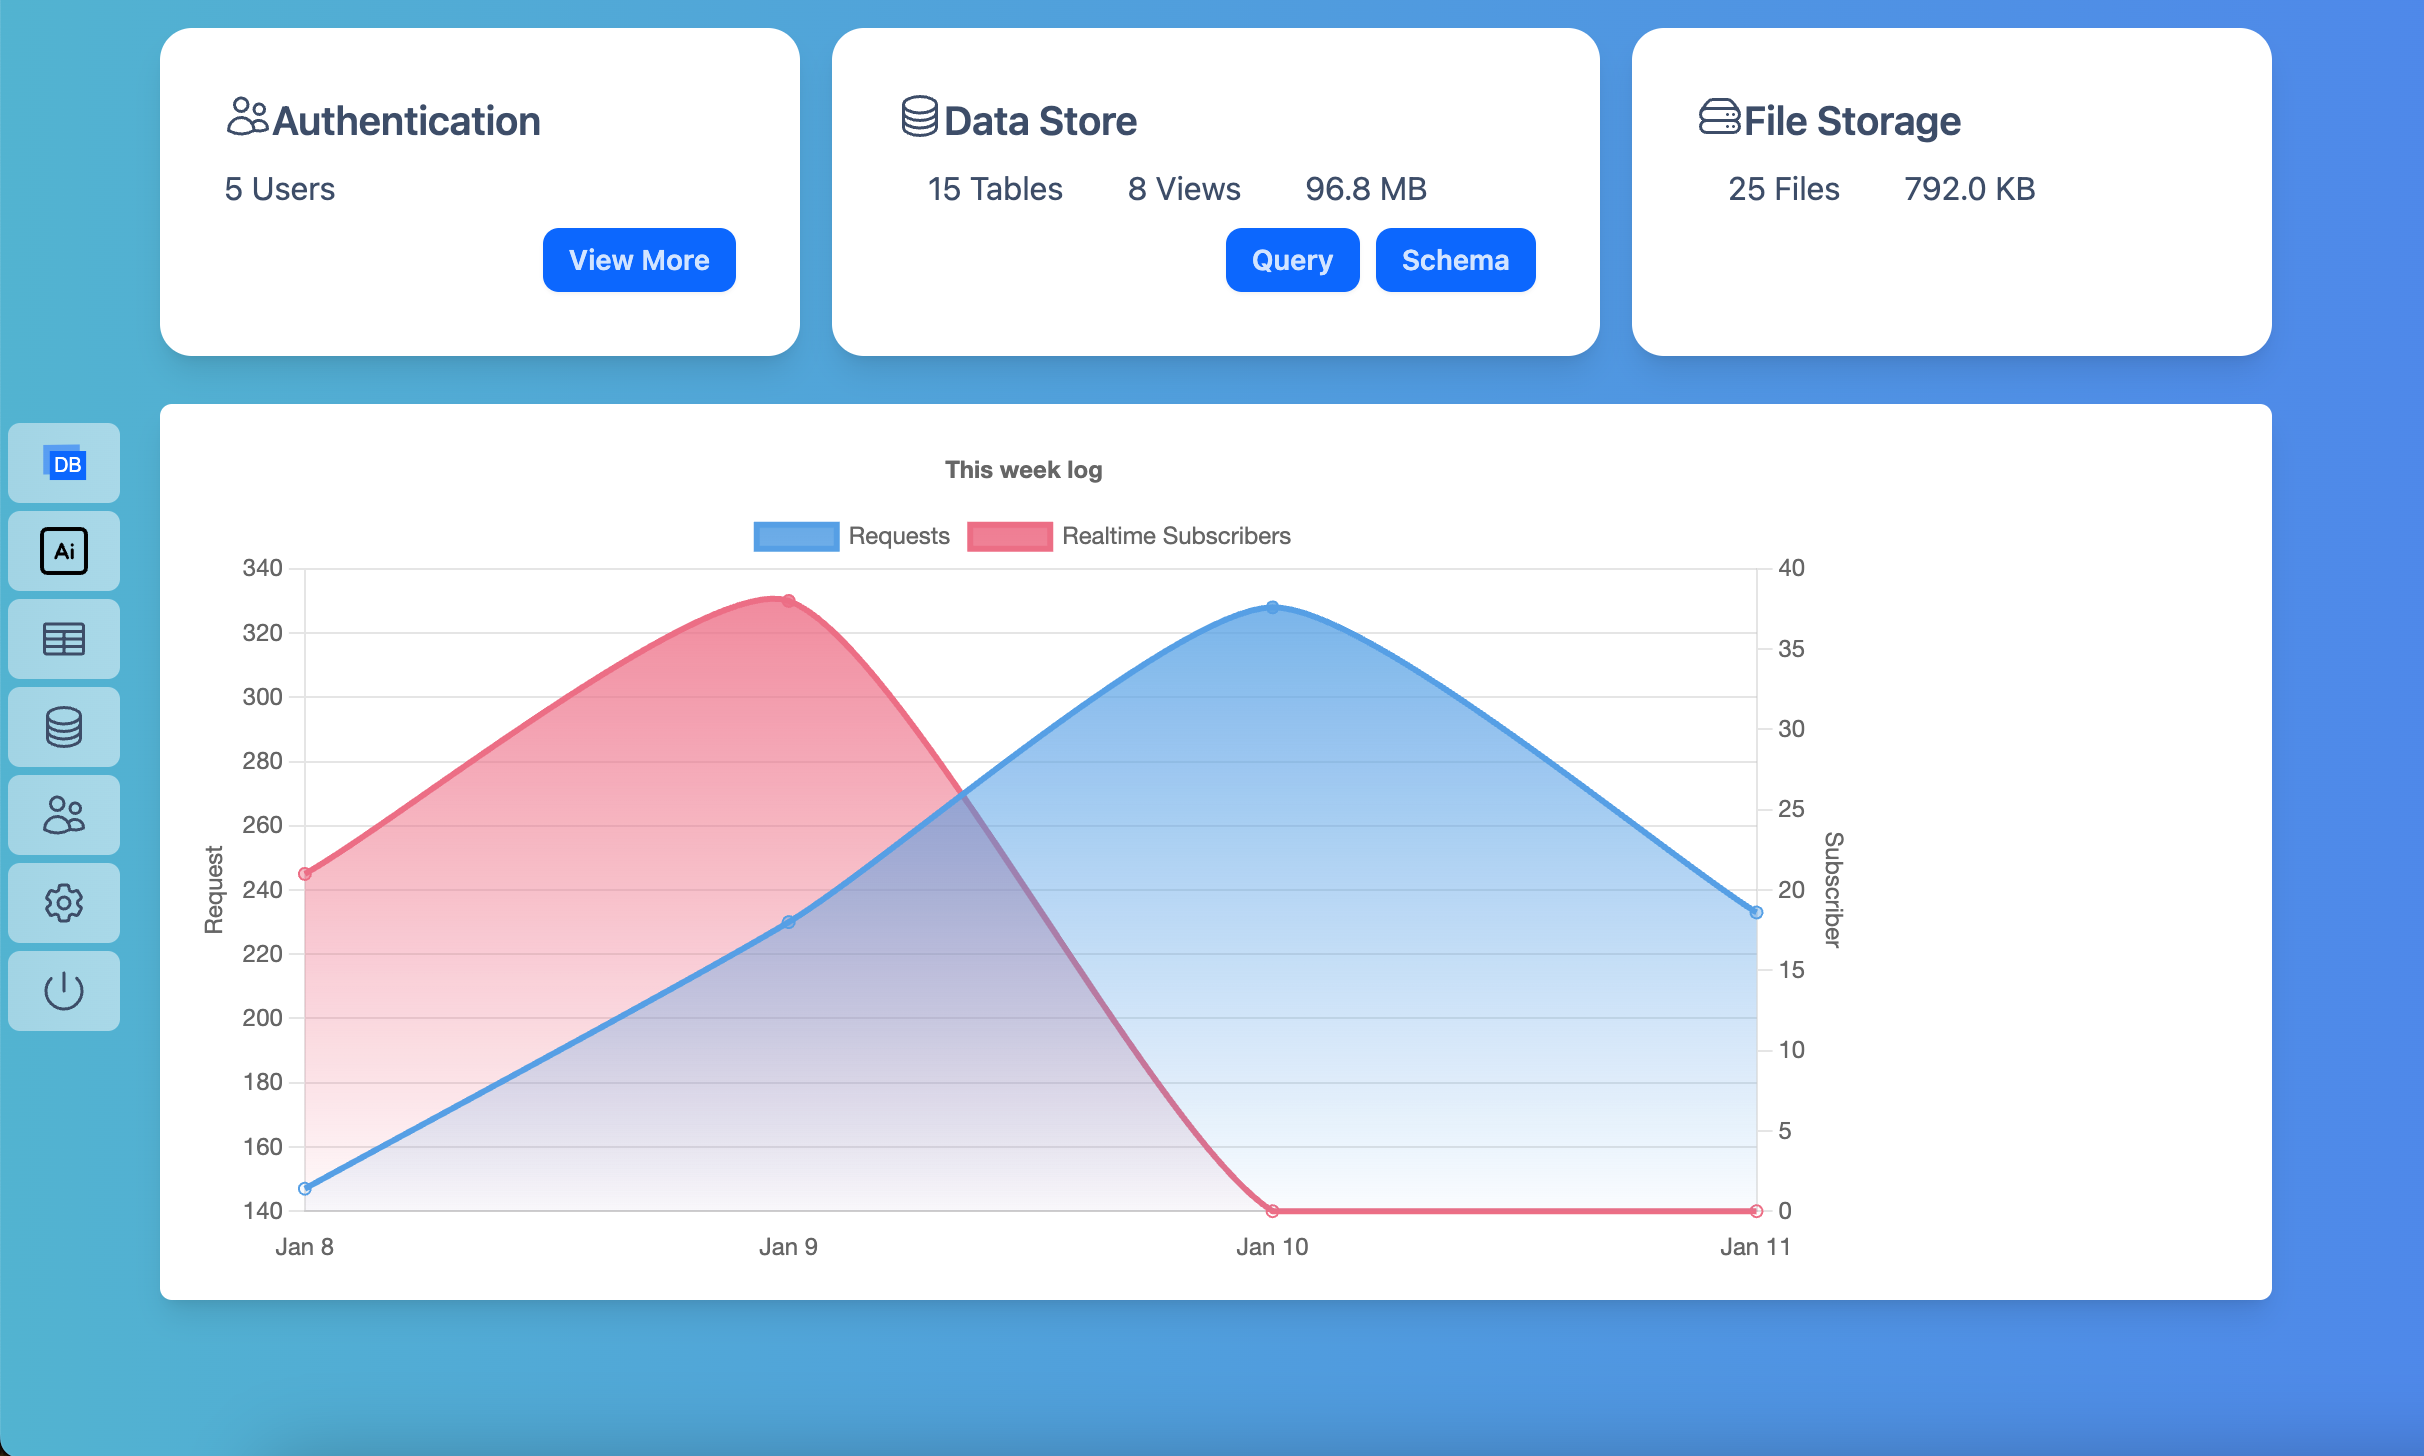 Authentication
5 Users
View More
Data Store
15 Tables 8 Views 96.8 MB
Query Schema
File Storage
25 Files 792.0 KB
DB
Ai
This week log
Requests Realtime Subscribers
Request
340
320
300
280
260
240
220
200
180
160
140
40
35
30
25
20
15
10
5
0
Subscriber
Jan 8 Jan 9 Jan 10 Jan 11